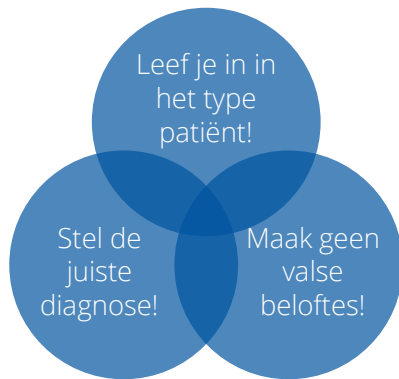 Leef je in in
het type
patiënt!
Stel de
juiste
diagnose!
Maak geen
valse
beloftes!